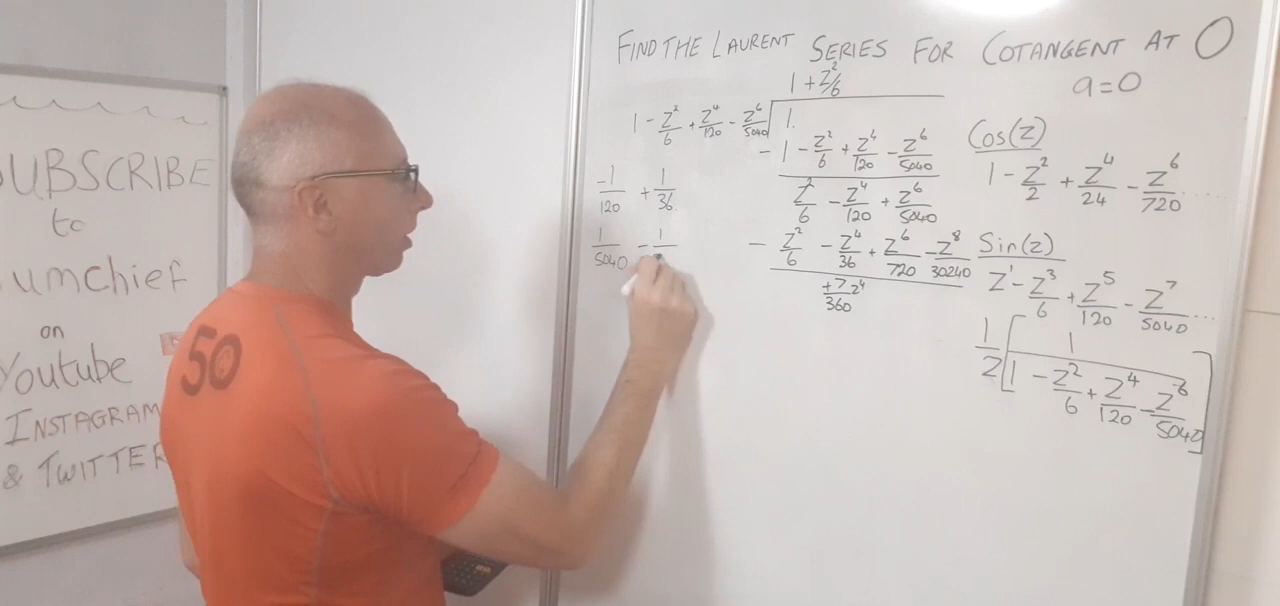 SUBSCRIBE
to
umchief
on
Youtube
INSTAGRAM
& TWITTER
50
FIND THE LAURENT SERIES FOR COTANGENT AT 0
a=0
1 + z²/6
1 - z²/6 + z⁴/120 - z⁶/5040 | 1.
- 1 - z²/6 + z⁴/120 - z⁶/5040
z²/6 - z⁴/120 + z⁶/5040
- z²/6 - z⁴/36 + z⁶/720 - z⁸/30240
+7z⁴/360
-1/120 + 1/36.
1/5040 - 1/
Cos(z)
1 - z²/2 + z⁴/24 - z⁶/720 .....
Sin(z)
z¹ - z³/6 + z⁵/120 - z⁷/5040 ...
1/z [1/(1 - z²/6 + z⁴/120 - z⁶/5040)]